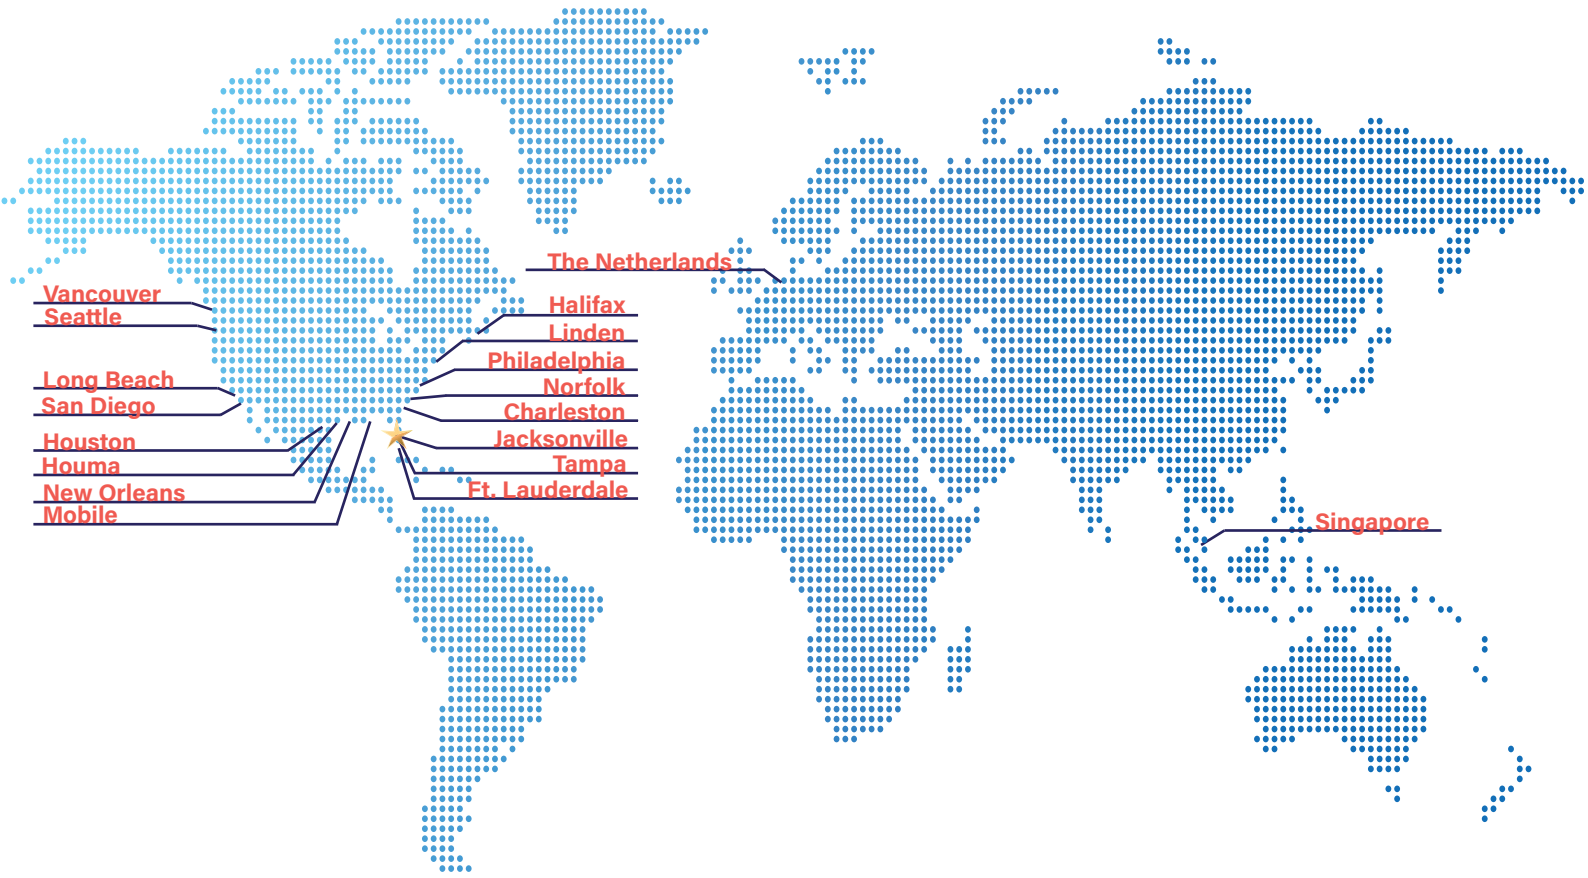 The Netherlands
Vancouver
Seattle
Long Beach
San Diego
Houston
Houma
New Orleans
Mobile
Halifax
Linden
Philadelphia
Norfolk
Charleston
Jacksonville
Tampa
Ft. Lauderdale
Singapore